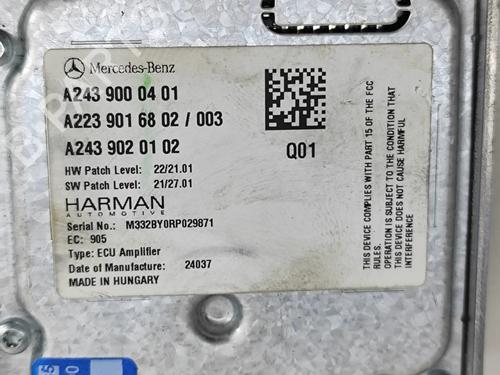 Mercedes-Benz
A243 900 04 01
A223 901 68 02 / 003
A243 902 01 02
Q01
HW Patch Level: 22/21.01
SW Patch Level: 21/27.01
HARMAN
AUTOMOTIVE
Serial No.: M332BY0RP029871
EC: 905
Type: ECU Amplifier
Date of Manufacture: 24037
MADE IN HUNGARY
THIS DEVICE COMPLIES WITH PART 15 OF THE FCC
RULES. OPERATION IS SUBJECT TO THE CONDITION THAT
THIS DEVICE DOES NOT CAUSE HARMFUL
INTERFERENCE.